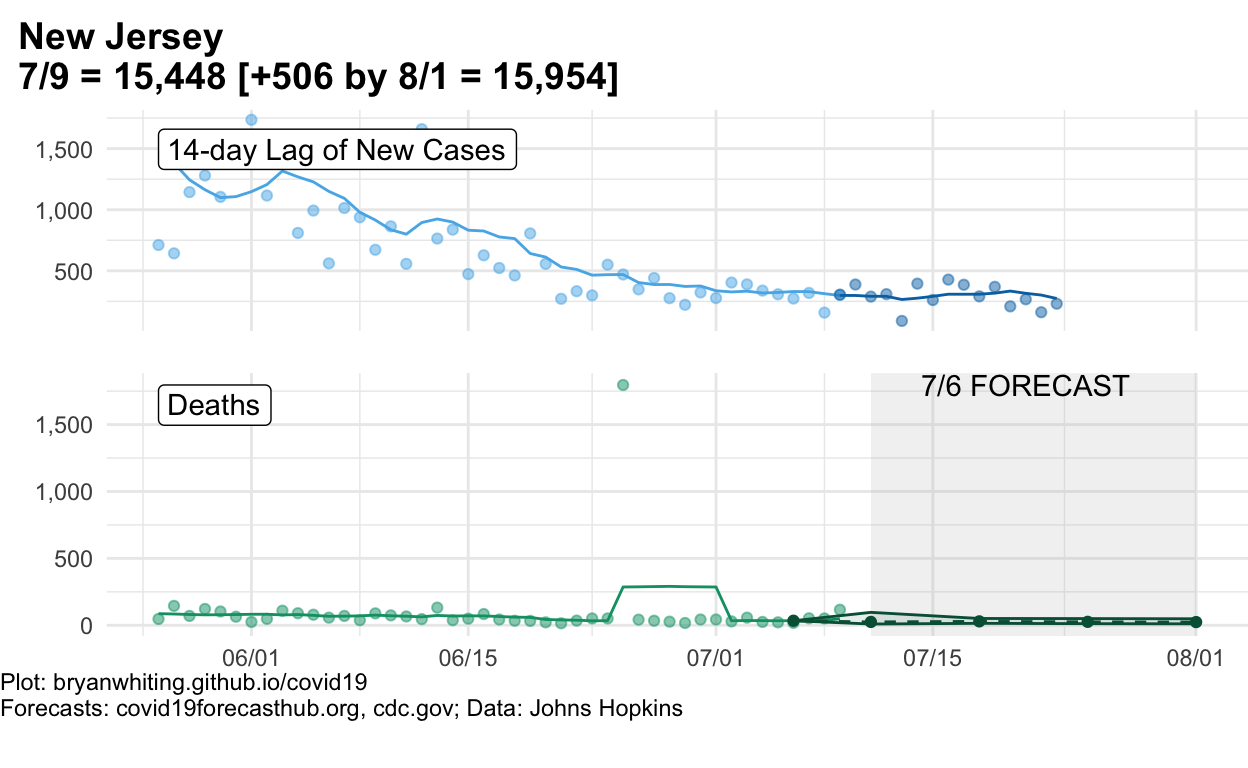 New Jersey
7/9 = 15,448 [+506 by 8/1 = 15,954]
14-day Lag of New Cases
1,500
1,000
500
Deaths
7/6 FORECAST
1,500
1,000
500
0
06/01 06/15 07/01 07/15 08/01
Plot: bryanwhiting.github.io/covid19
Forecasts: covid19forecasthub.org, cdc.gov; Data: Johns Hopkins